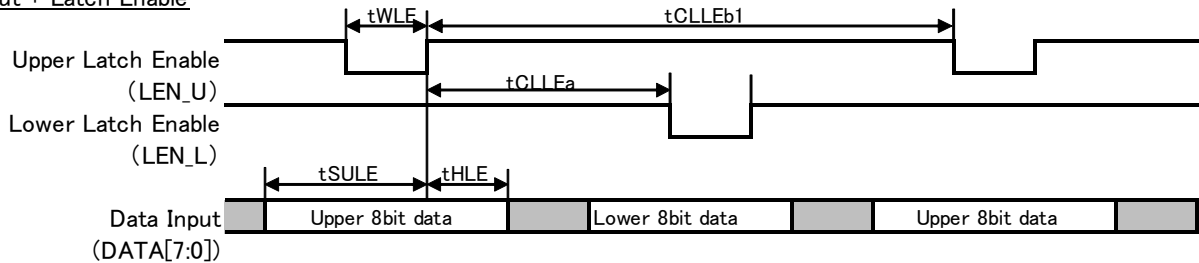 ut + Latch Enable
tWLE
tCLLEb1
Upper Latch Enable
(LEN_U)
tCLLEa
Lower Latch Enable
(LEN_L)
tSULE
tHLE
Data Input
(DATA[7:0])
Upper 8bit data
Lower 8bit data
Upper 8bit data